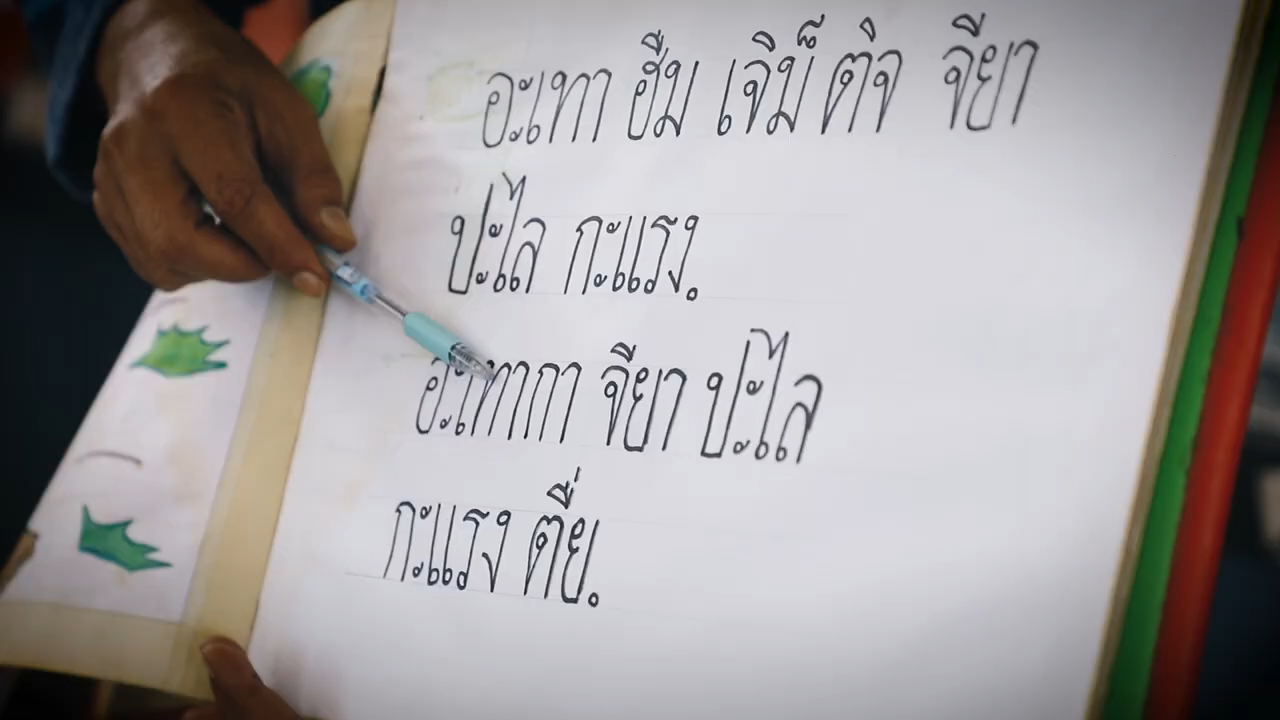 อะเทา ฮืม เจิม็ ตํจ จียา
ปะไล กะแรง.
อะเทากา จียา ปะไล
กะแรง ตื่ย.